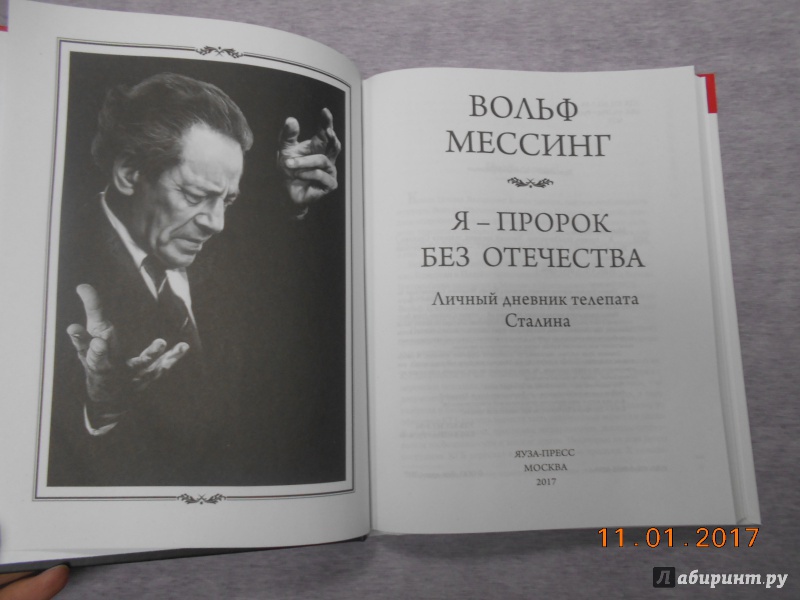 ВОЛЬФ
МЕССИНГ
Я – ПРОРОК
БЕЗ ОТЕЧЕСТВА
Личный дневник телепата
Сталина
ЯУЗА-ПРЕСС
МОСКВА
2017
11.01.2017
Лабиринт.ру